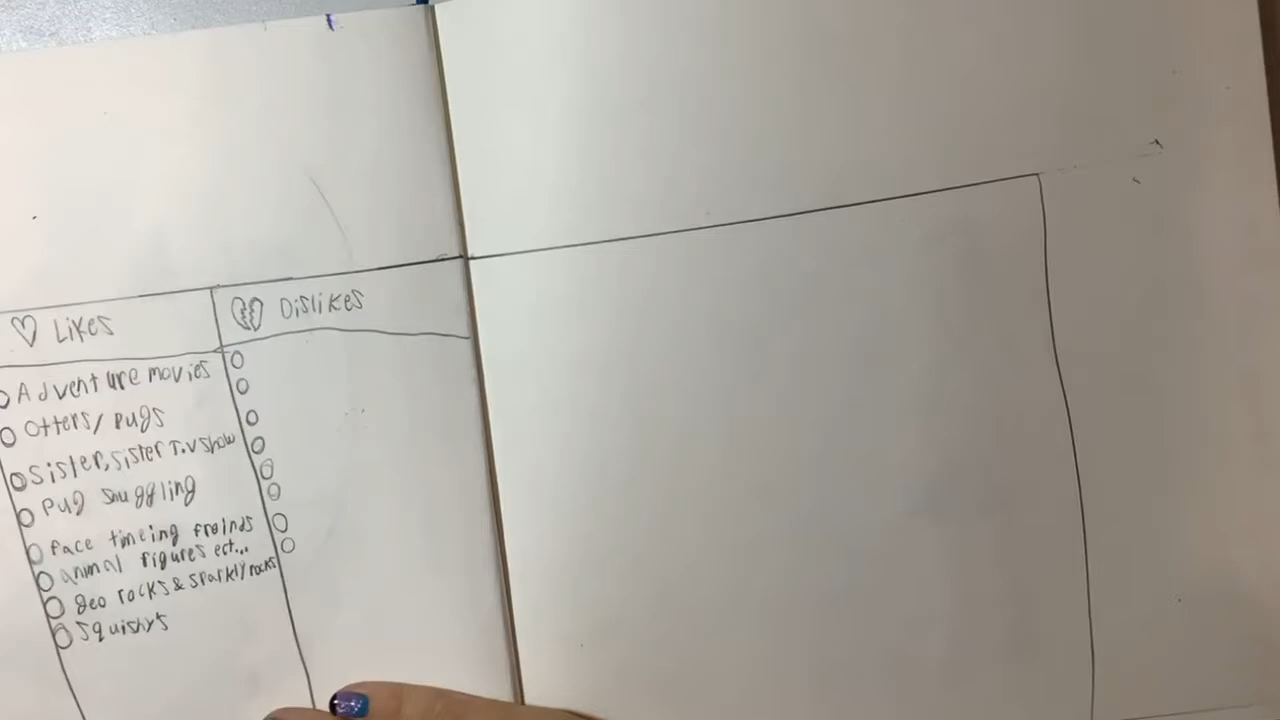 Likes
Dislikes
Adventure movies
Otters/pugs
Sister, sister T.V show
Pug snuggling
face timeing freinds
animal figures ect...
geo rocks & sparkly rocks
Squishys